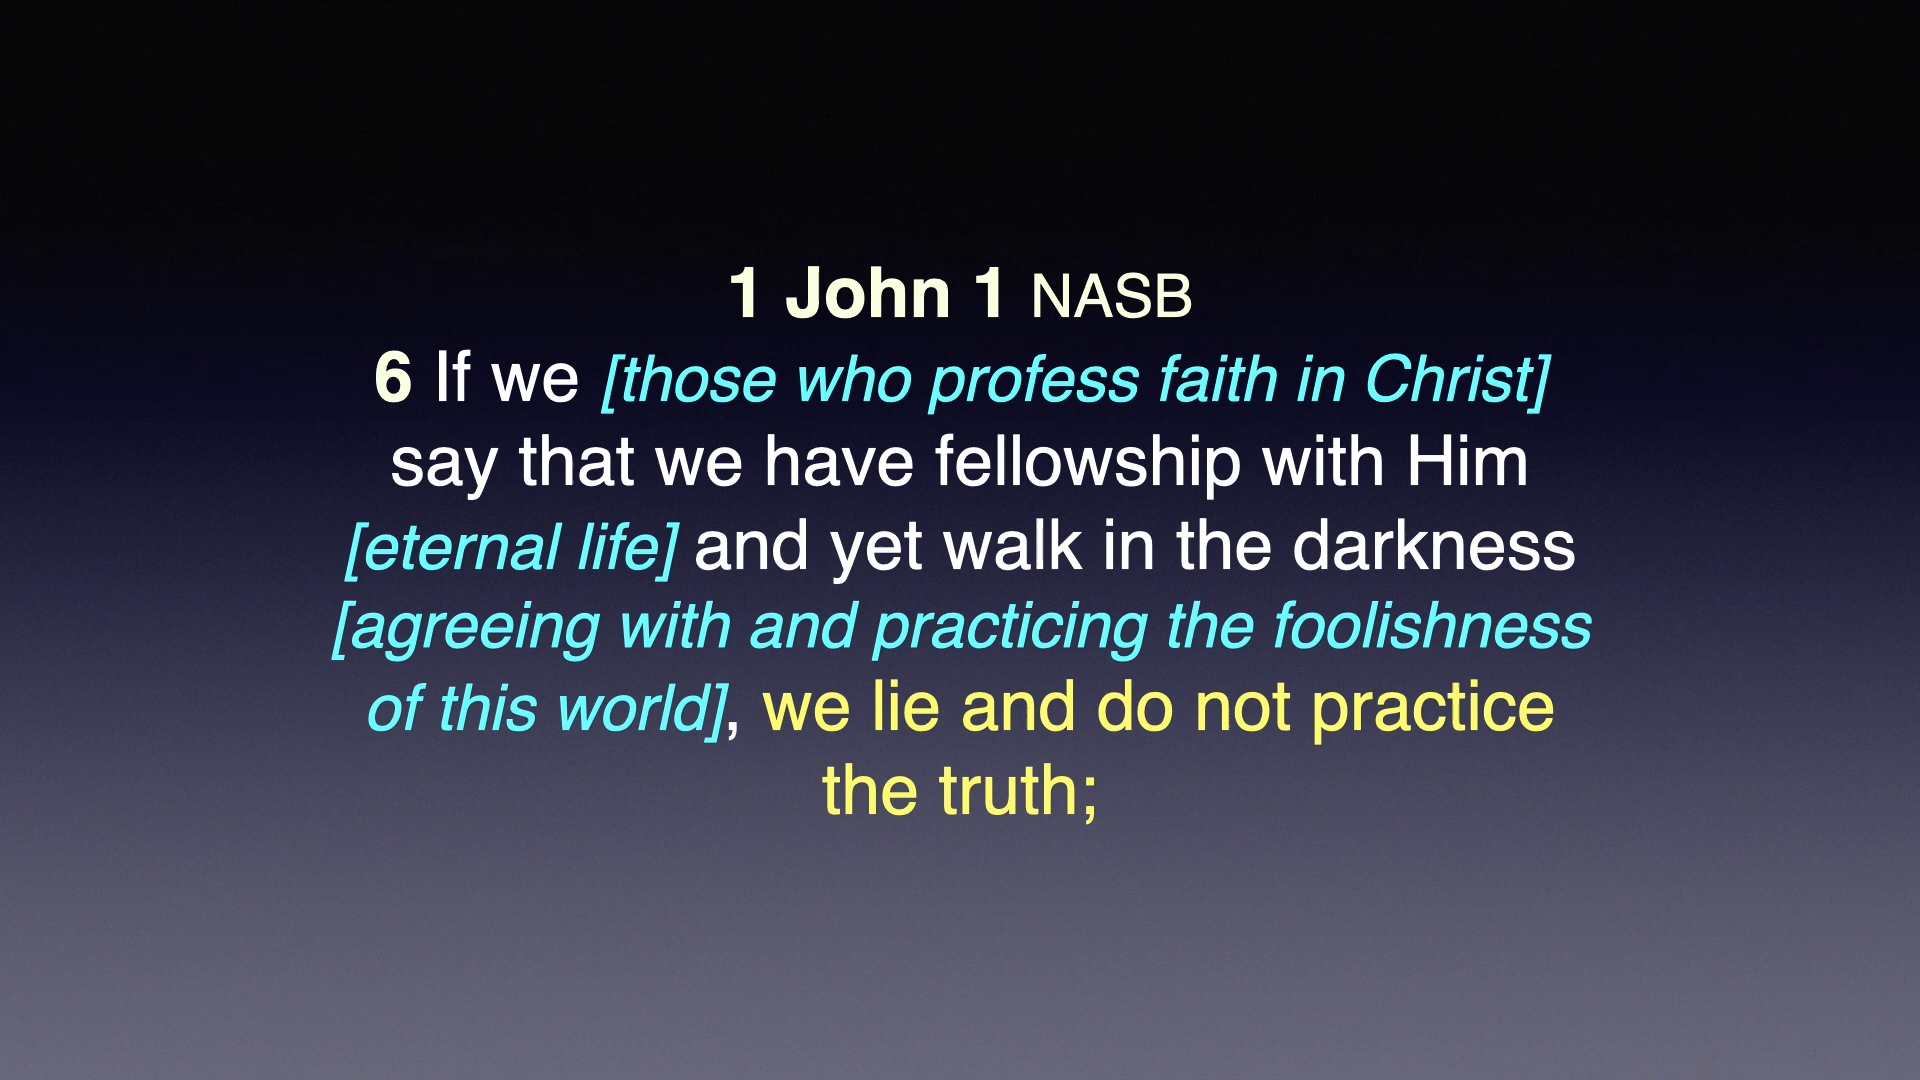 1 John 1 NASB
6 If we [those who profess faith in Christ]
say that we have fellowship with Him
[eternal life] and yet walk in the darkness
[agreeing with and practicing the foolishness
of this world], we lie and do not practice
the truth;